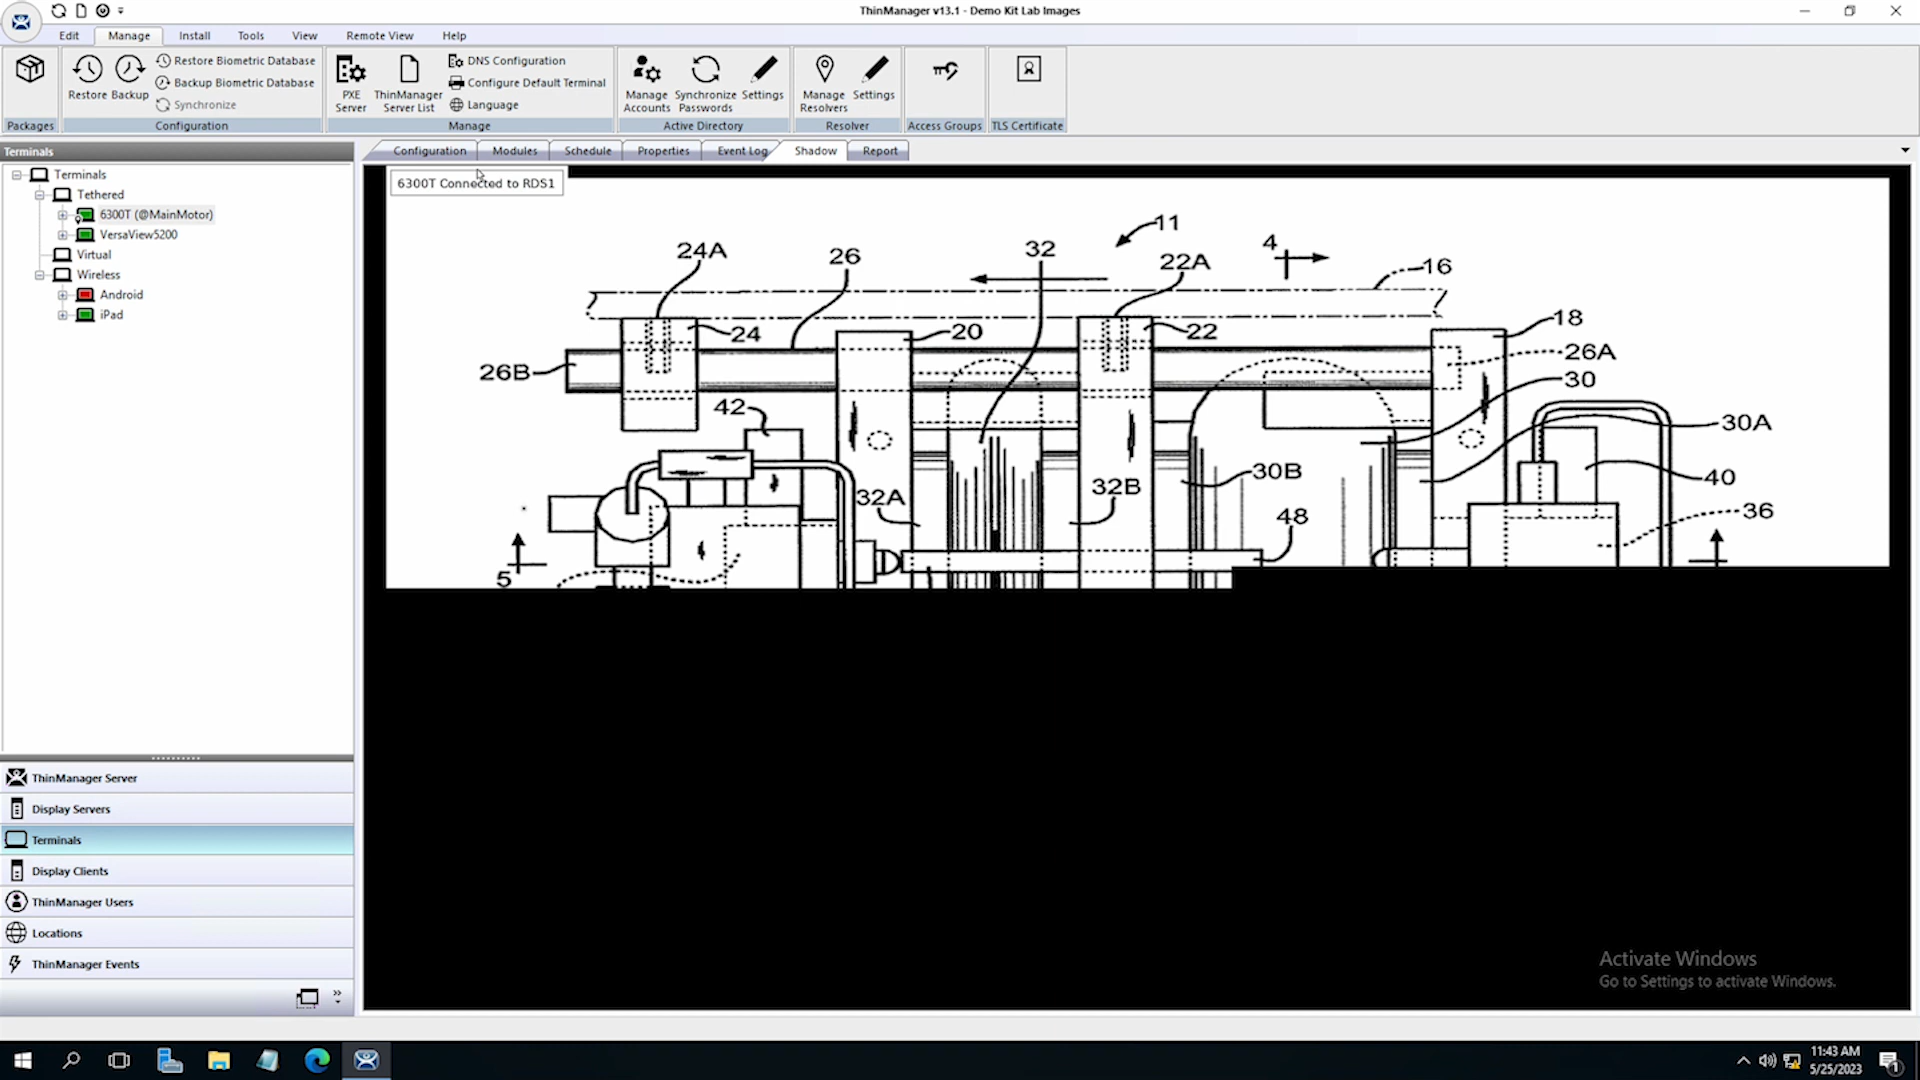 ThinManager v13.1 - Demo Kit Lab Images
Edit Manage Install Tools View Remote View Help
Restore Backup
Restore Biometric Database
Backup Biometric Database
Synchronize
PXE Server
ThinManager Server List
DNS Configuration
Configure Default Terminal
Language
Manage Accounts
Synchronize Passwords
Settings
Manage Resolvers
Settings
Packages Configuration Manage Active Directory Resolver Access Groups TLS Certificate
Terminals
Terminals
Tethered
6300T (@MainMotor)
VersaView5200
Virtual
Wireless
Android
iPad
ThinManager Server
Display Servers
Terminals
Display Clients
ThinManager Users
Locations
ThinManager Events
Configuration Modules Schedule Properties Event Log Shadow Report
6300T Connected to RDS1
11
24A 26 32 22A 4 16
24 20 22 18
26B 26A
42 30
30A
32A 32B 30B 40
48 36
5
Activate Windows
Go to Settings to activate Windows.
11:43 AM
5/25/2023
1